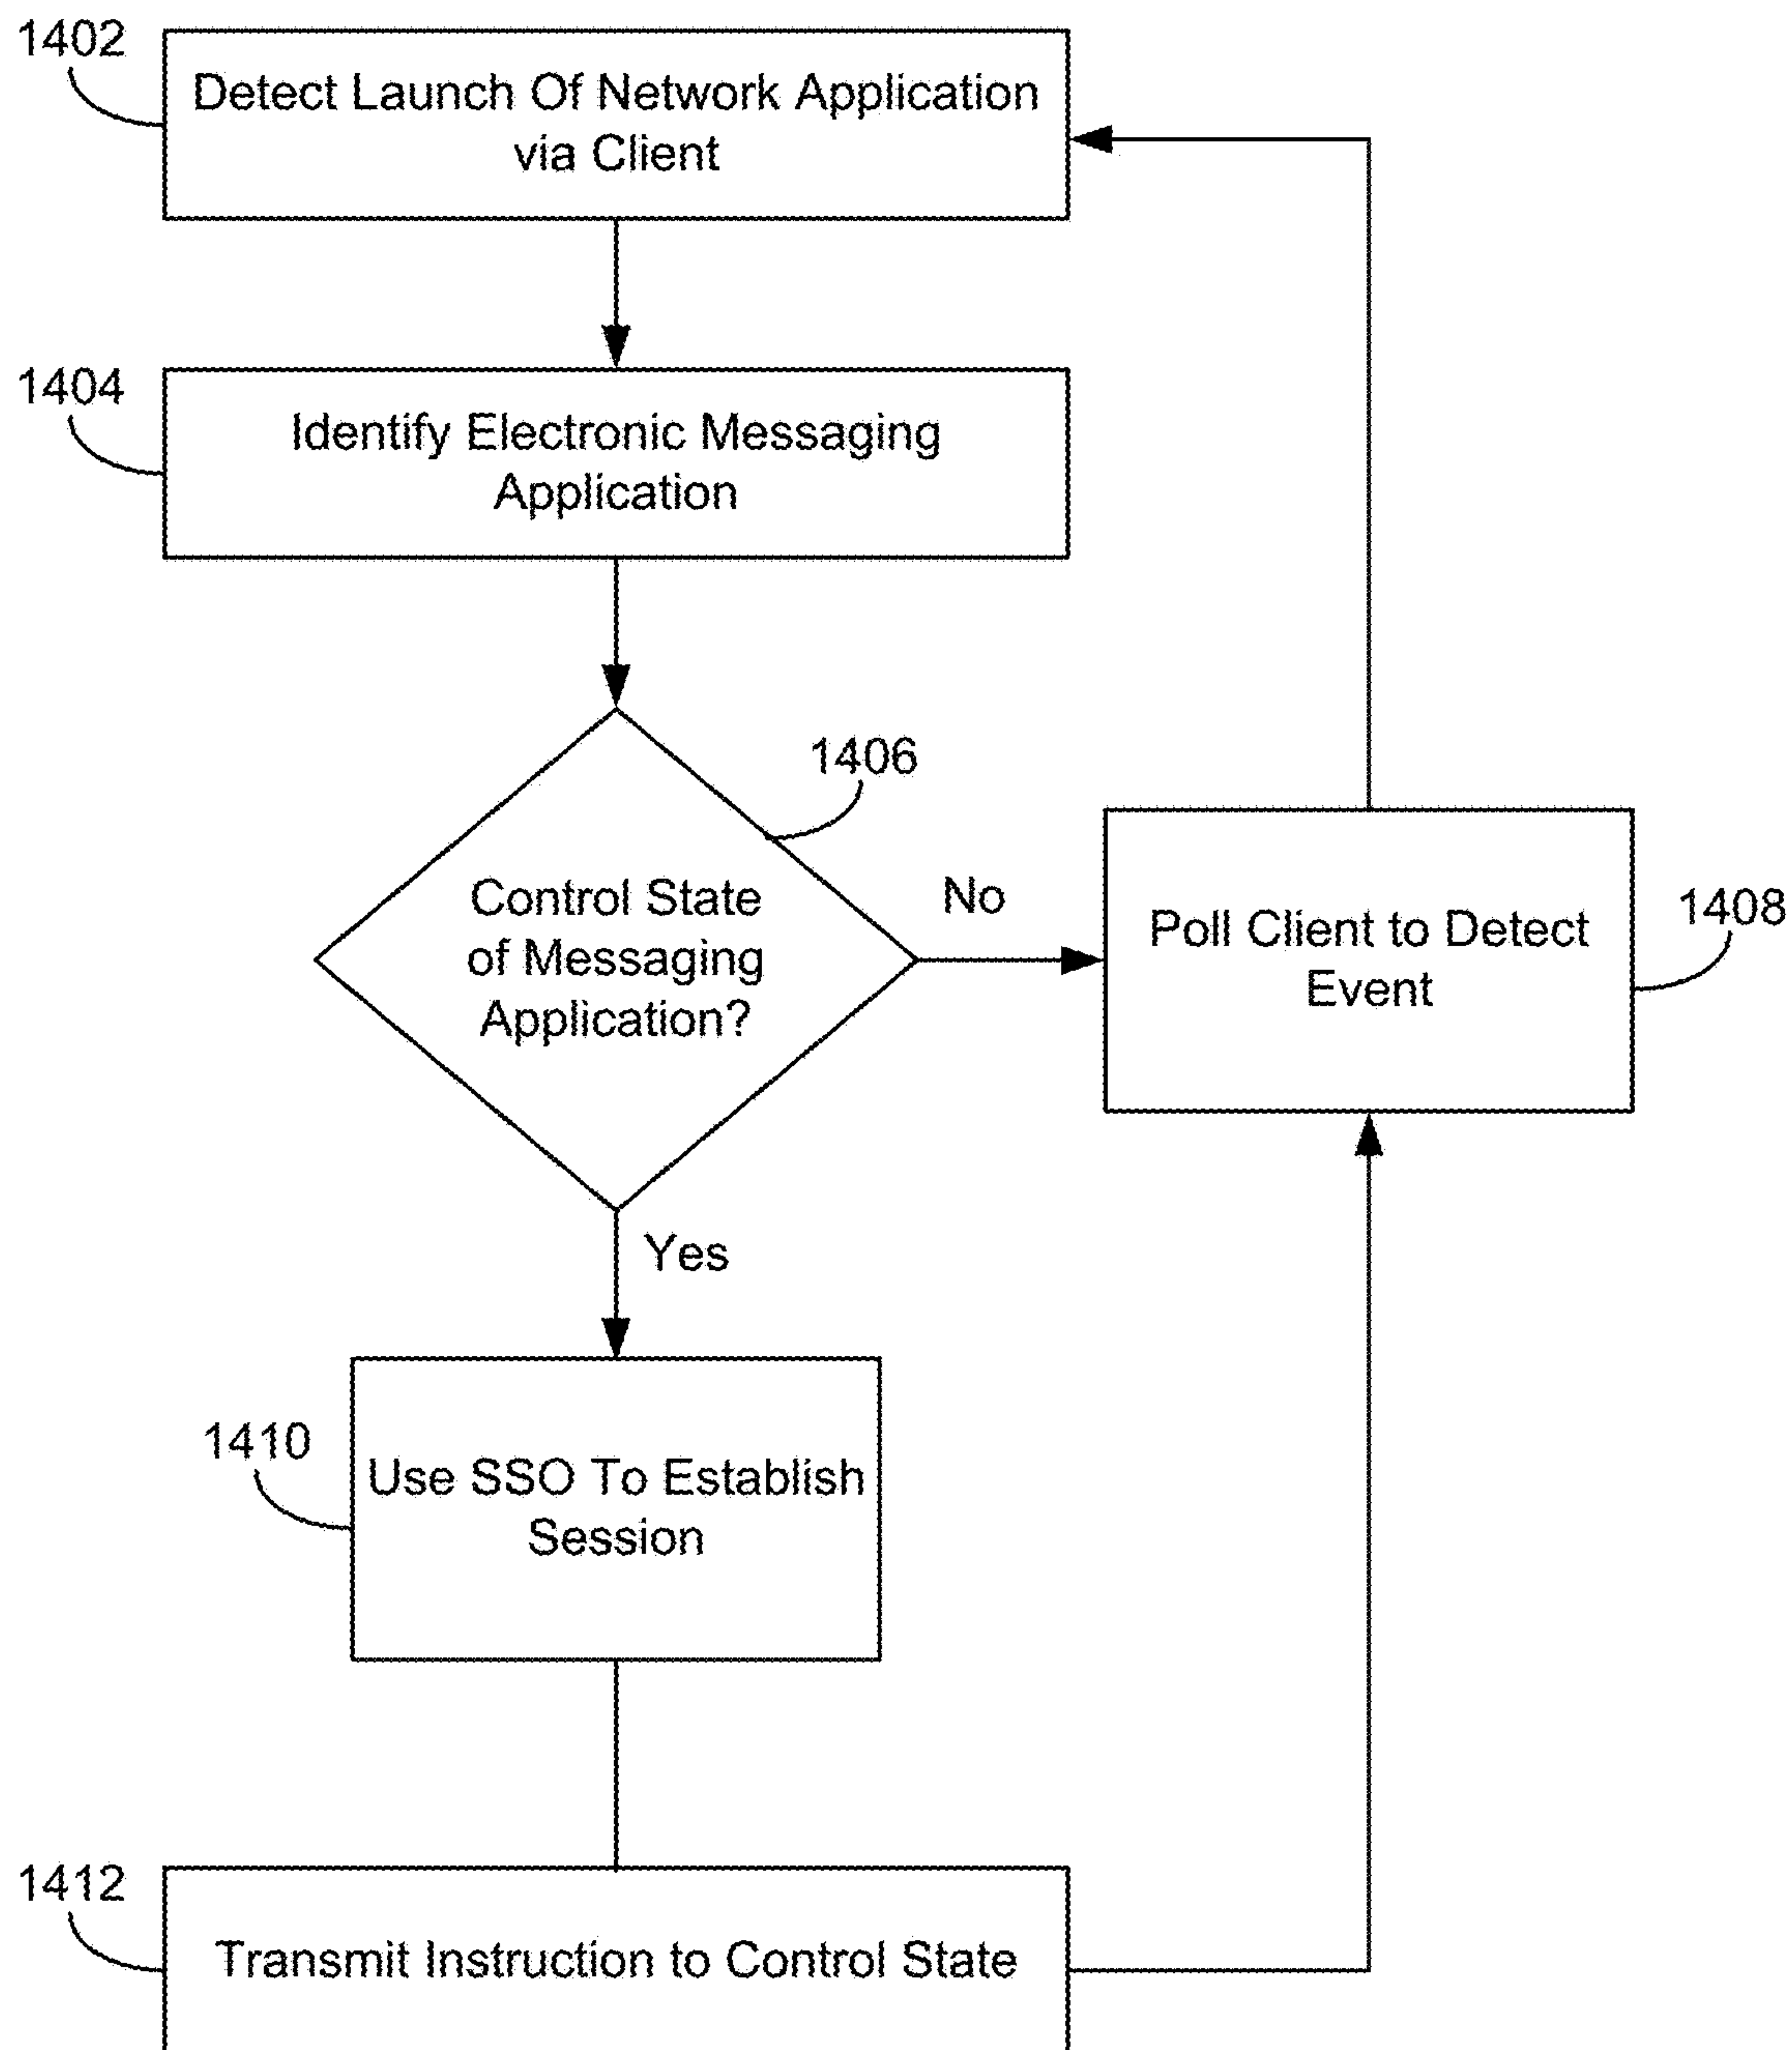 1402
Detect Launch Of Network Application
via Client
1404
Identify Electronic Messaging
Application
1406
Control State
of Messaging
Application?
No
Poll Client to Detect
Event
1408
Yes
1410
Use SSO To Establish
Session
1412
Transmit Instruction to Control State